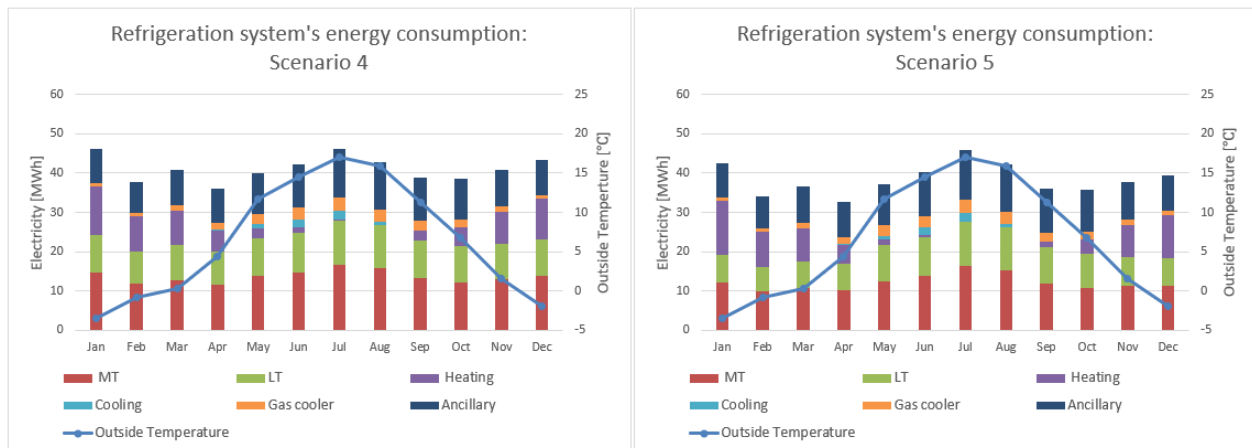 Refrigeration system's energy consumption:
Scenario 4
60
50
40
30
20
10
0
Electricity [MWh]
25
20
15
10
5
0
-5
Outside Temperture [°C]
Jan Feb Mar Apr May Jun Jul Aug Sep Oct Nov Dec
MT LT Heating
Cooling Gas cooler Ancillary
Outside Temperature
Refrigeration system's energy consumption:
Scenario 5
60
50
40
30
20
10
0
Electricity [MWh]
25
20
15
10
5
0
-5
Outside Temperature [°C]
Jan Feb Mar Apr May Jun Jul Aug Sep Oct Nov Dec
MT LT Heating
Cooling Gas cooler Ancillary
Outside Temperature